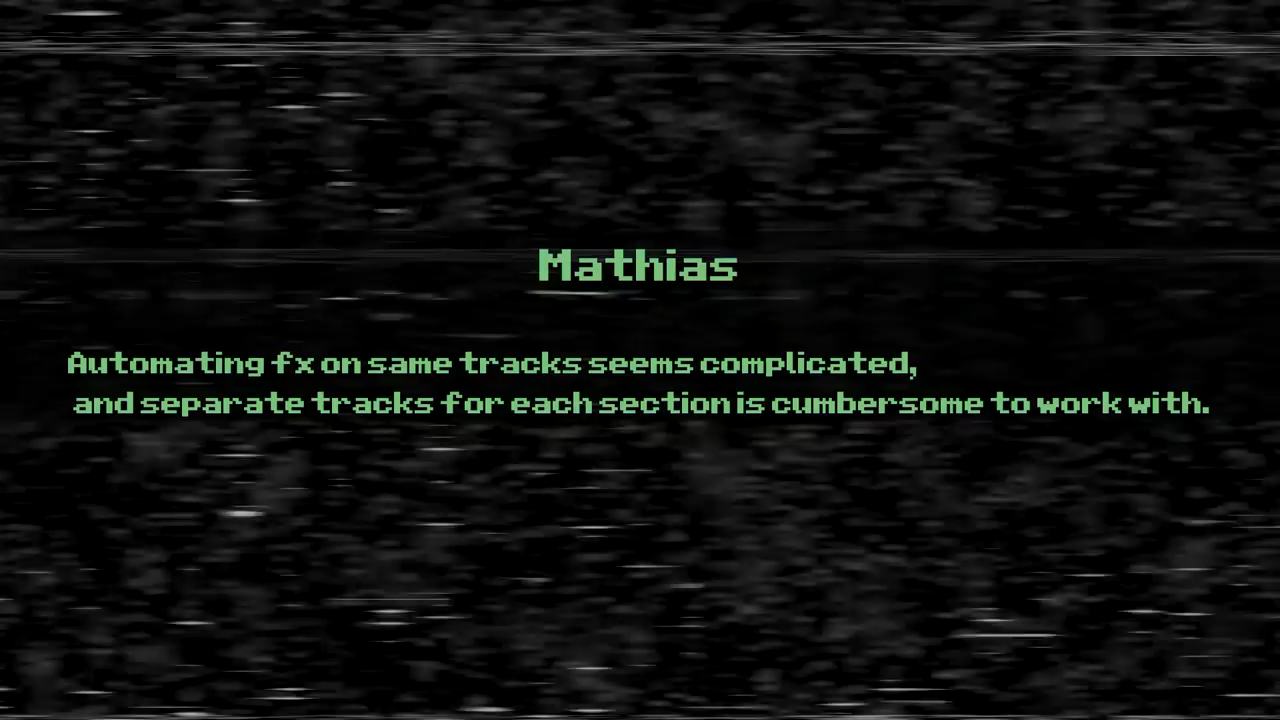 Mathias
Automating fx on same tracks seems complicated,
and separate tracks for each section is cumbersome to work with.